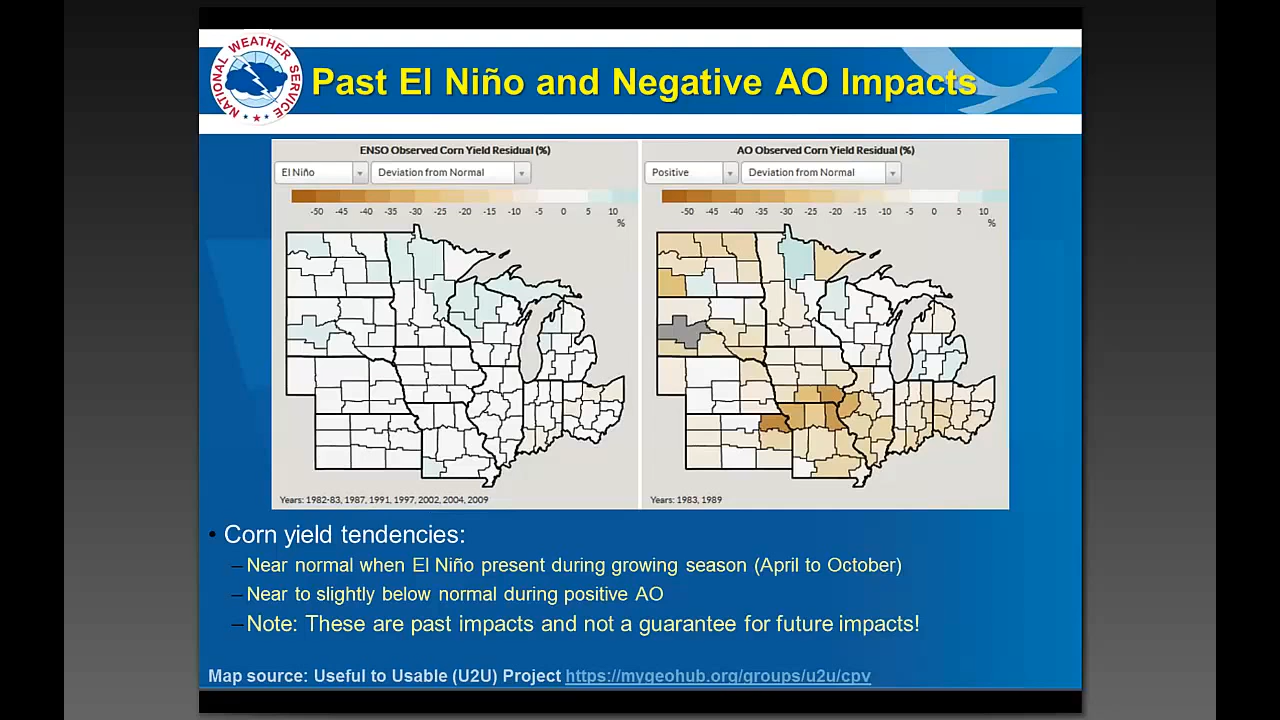 NATIONAL WEATHER SERVICE
Past El Niño and Negative AO Impacts
ENSO Observed Corn Yield Residual (%)
El Niño
Deviation from Normal
-50 -45 -40 -35 -30 -25 -20 -15 -10 -5 0 5 10
%
Years: 1982-83, 1987, 1991, 1997, 2002, 2004, 2009
AO Observed Corn Yield Residual (%)
Positive
Deviation from Normal
-50 -45 -40 -35 -30 -25 -20 -15 -10 -5 0 5 10
%
Years: 1983, 1989
• Corn yield tendencies:
–Near normal when El Niño present during growing season (April to October)
–Near to slightly below normal during positive AO
–Note: These are past impacts and not a guarantee for future impacts!
Map source: Useful to Usable (U2U) Project https://mygeohub.org/groups/u2u/cpv